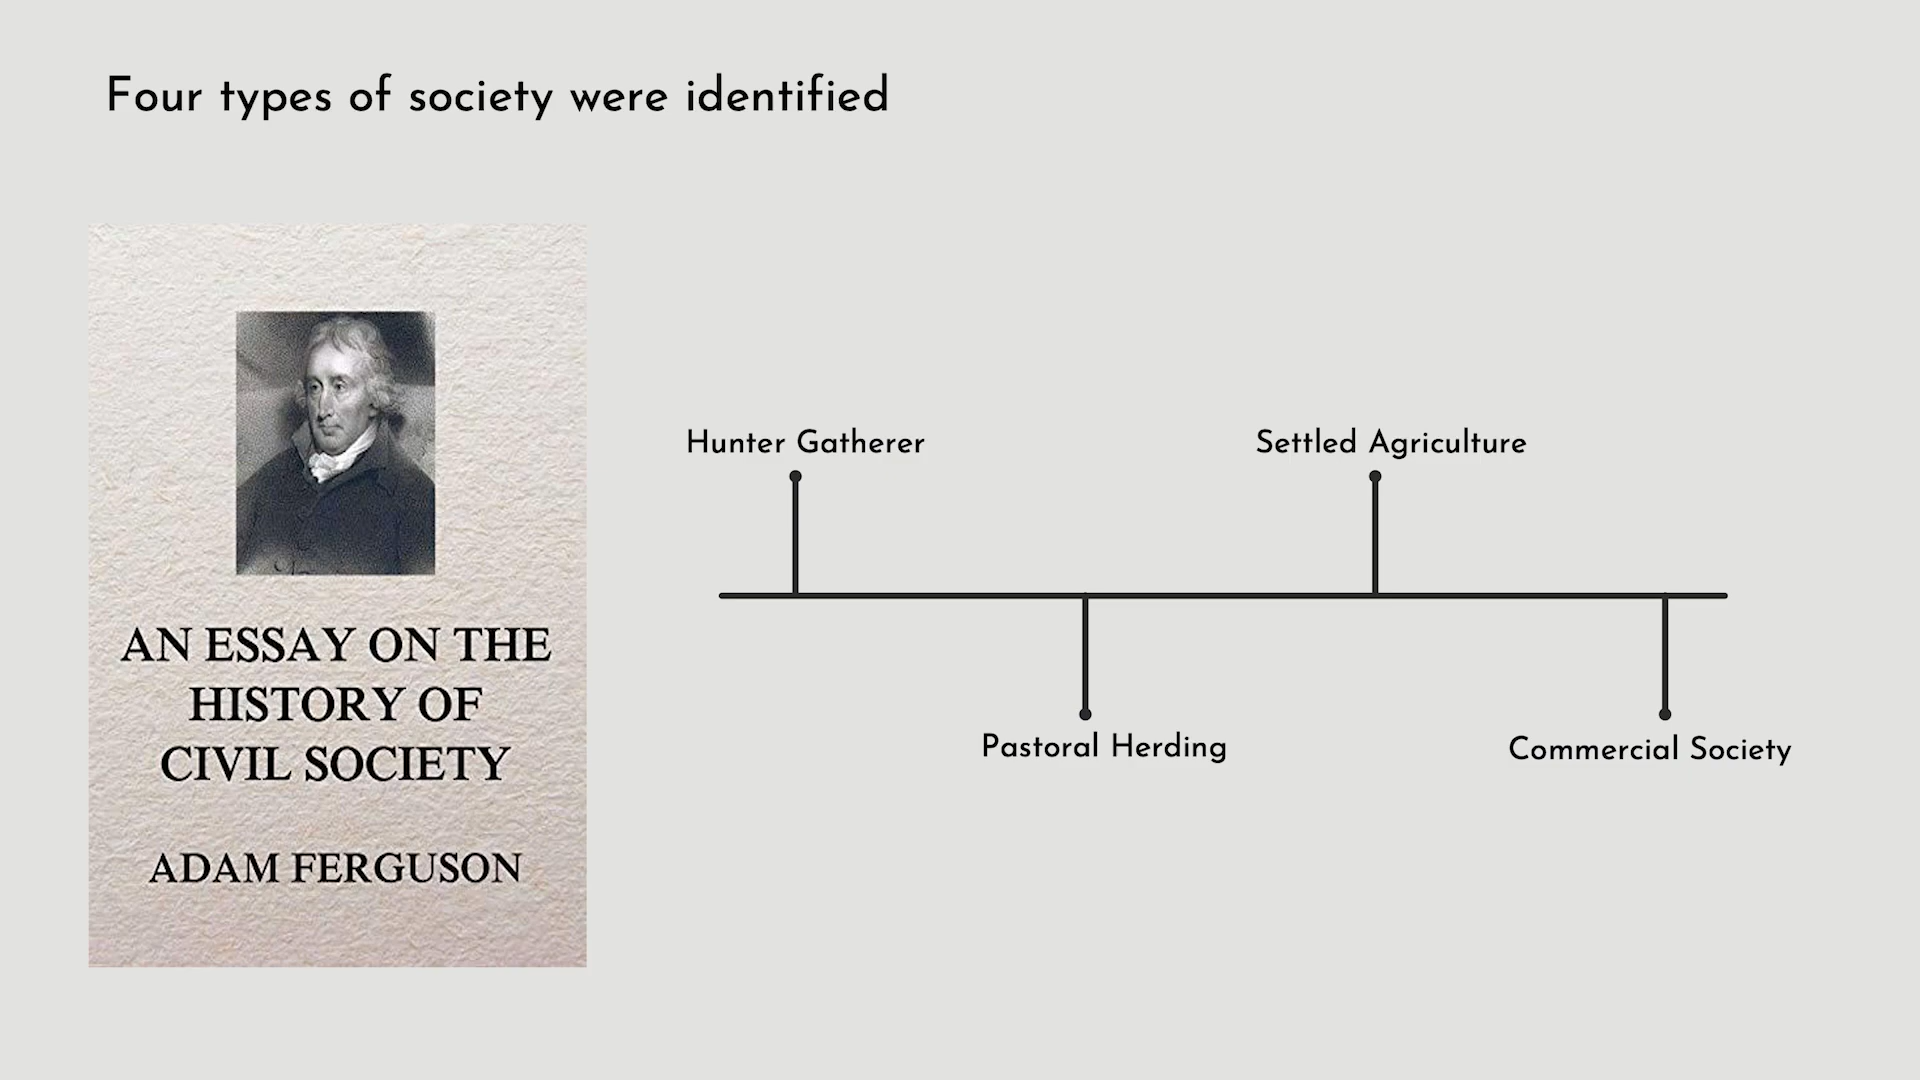 Four types of society were identified
AN ESSAY ON THE
HISTORY OF
CIVIL SOCIETY
ADAM FERGUSON
Hunter Gatherer
Pastoral Herding
Settled Agriculture
Commercial Society